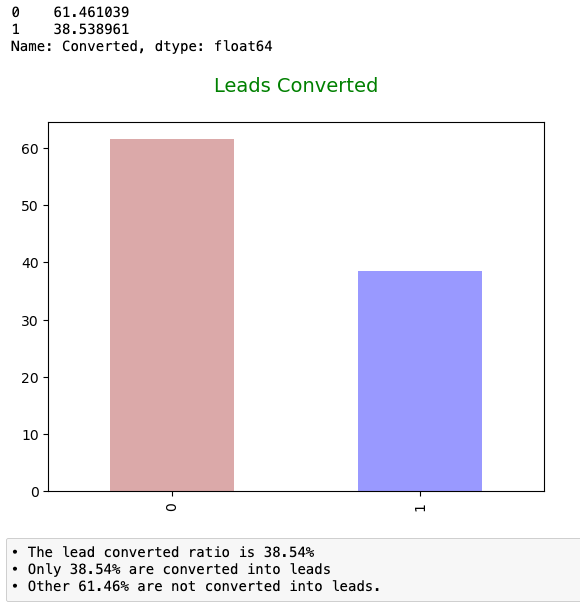 0    61.461039
1    38.538961
Name: Converted, dtype: float64
Leads Converted
60
50
40
30
20
10
0
0
1
• The lead converted ratio is 38.54%
• Only 38.54% are converted into leads
• Other 61.46% are not converted into leads.